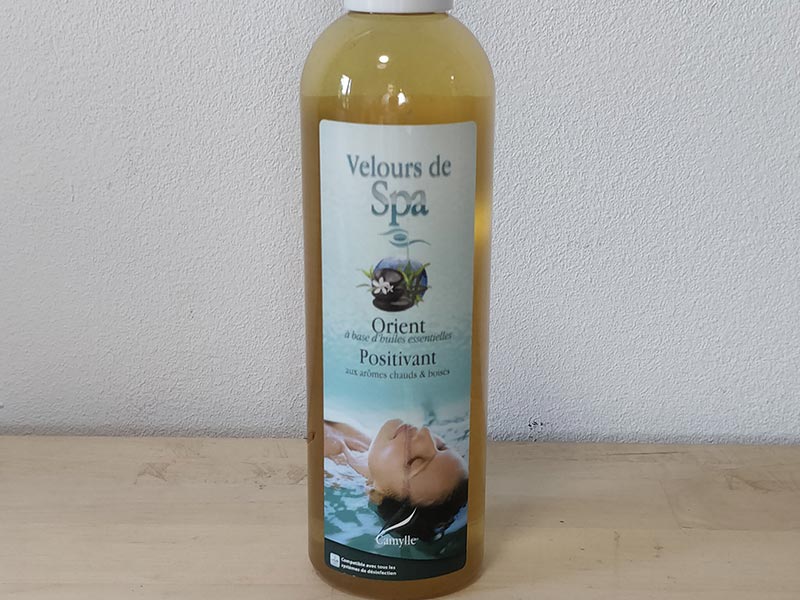 Velours de
Spa
Orient
à base d'huiles essentielles
Positivant
aux arômes chauds & boisés
Camylle
Compatible avec tous les
systèmes de désinfection